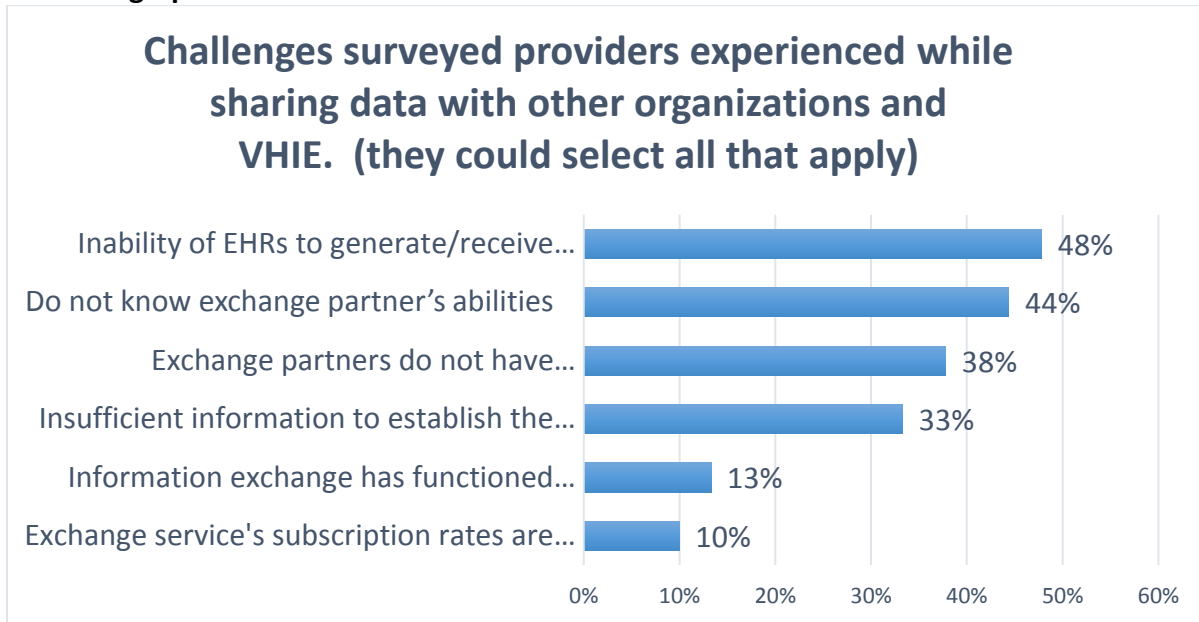 Challenges surveyed providers experienced while
sharing data with other organizations and
VHIE.  (they could select all that apply)
Inability of EHRs to generate/receive... 48%
Do not know exchange partner’s abilities 44%
Exchange partners do not have... 38%
Insufficient information to establish the... 33%
Information exchange has functioned... 13%
Exchange service's subscription rates are... 10%
0% 10% 20% 30% 40% 50% 60%